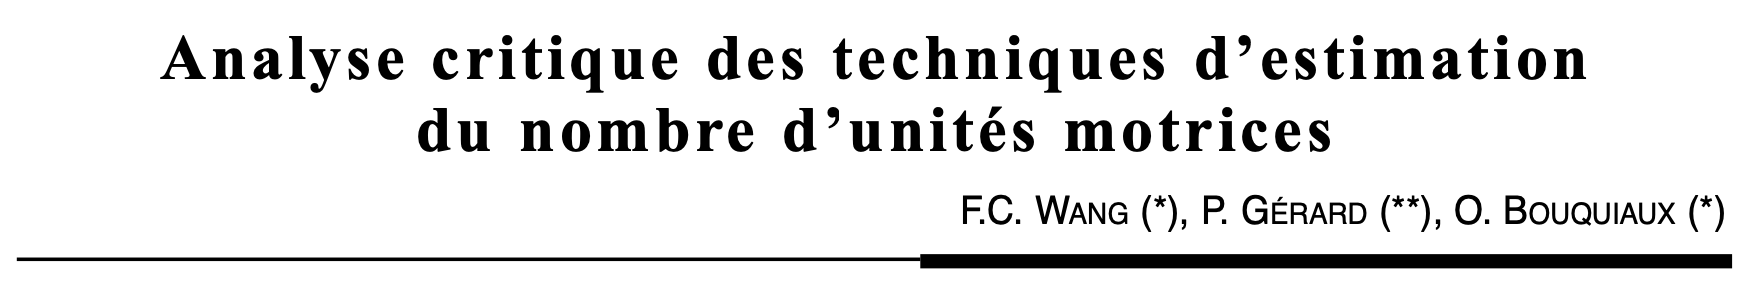 Analyse critique des techniques d’estimation
du nombre d’unités motrices
F.C. WANG (*), P. GÉRARD (**), O. BOUQUIAUX (*)